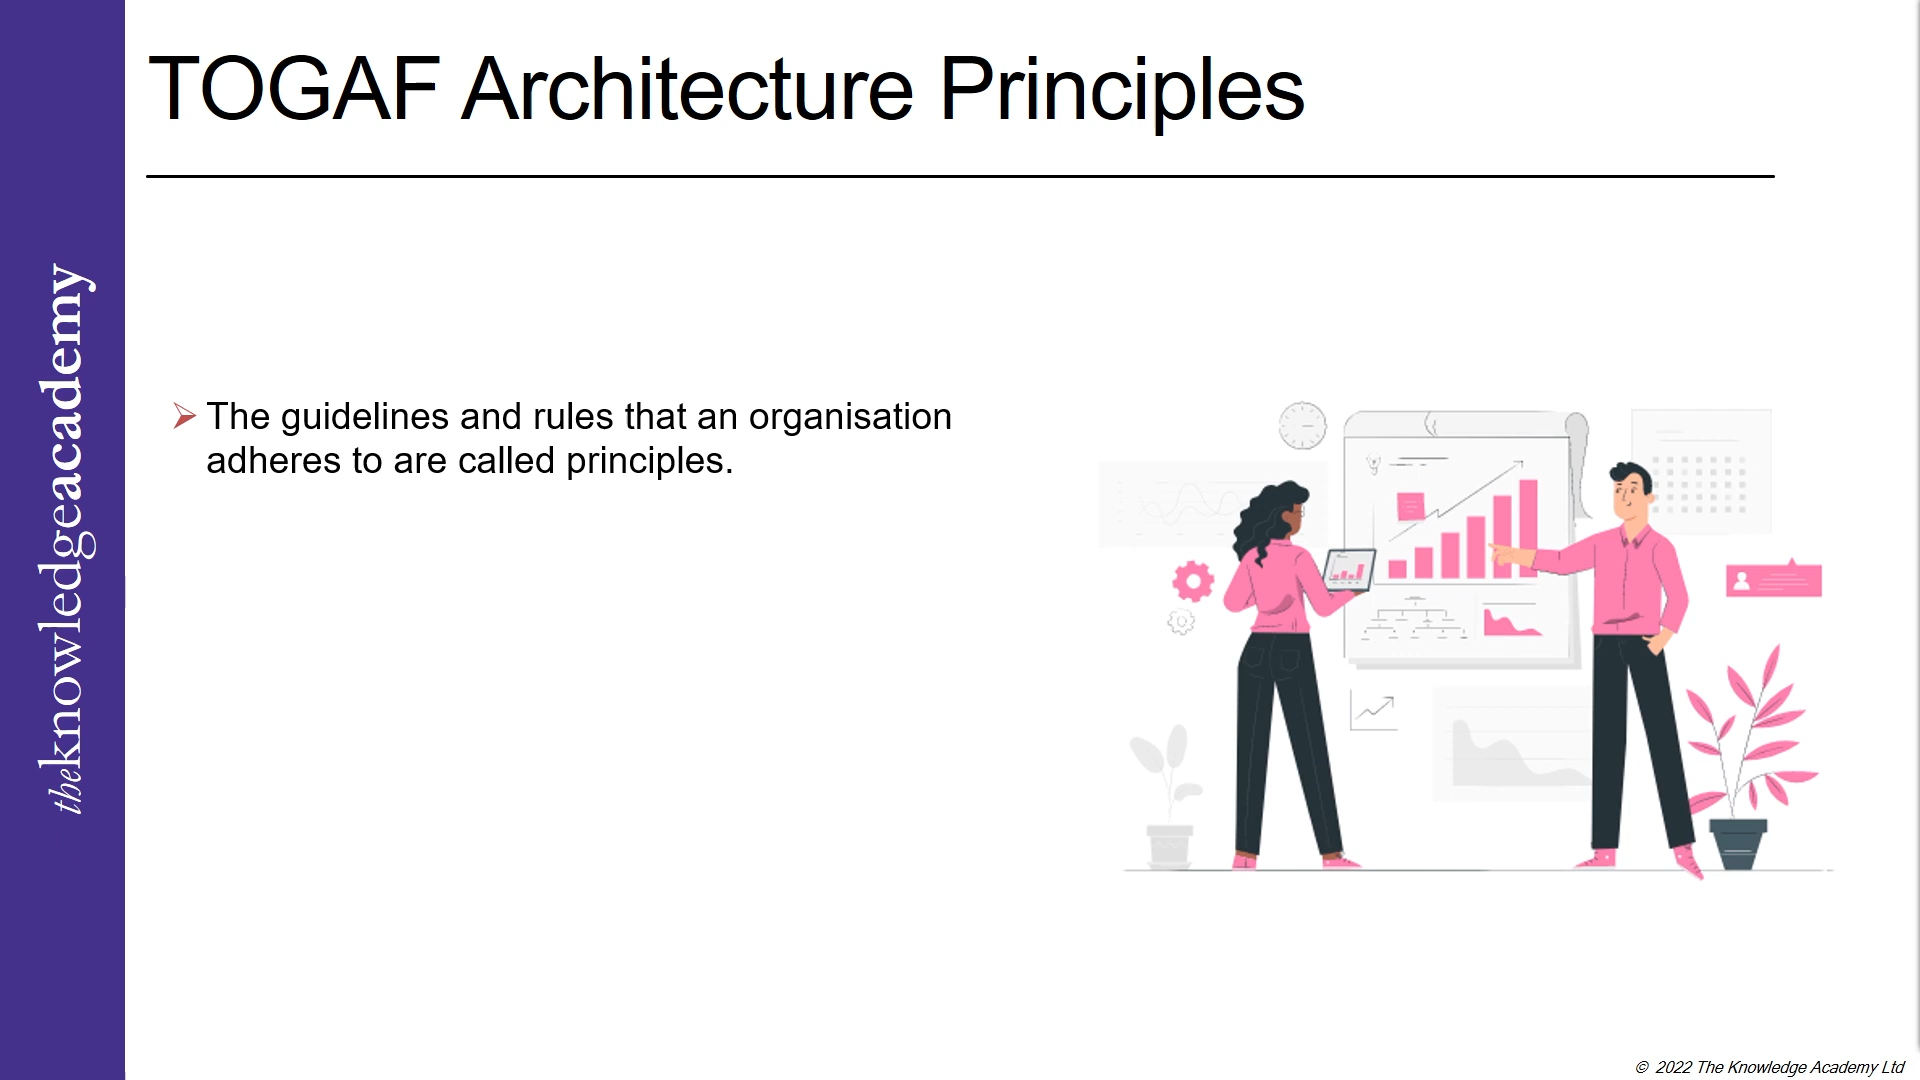 TOGAF Architecture Principles
The guidelines and rules that an organisation
adheres to are called principles.
theknowledgeacademy
© 2022 The Knowledge Academy Ltd